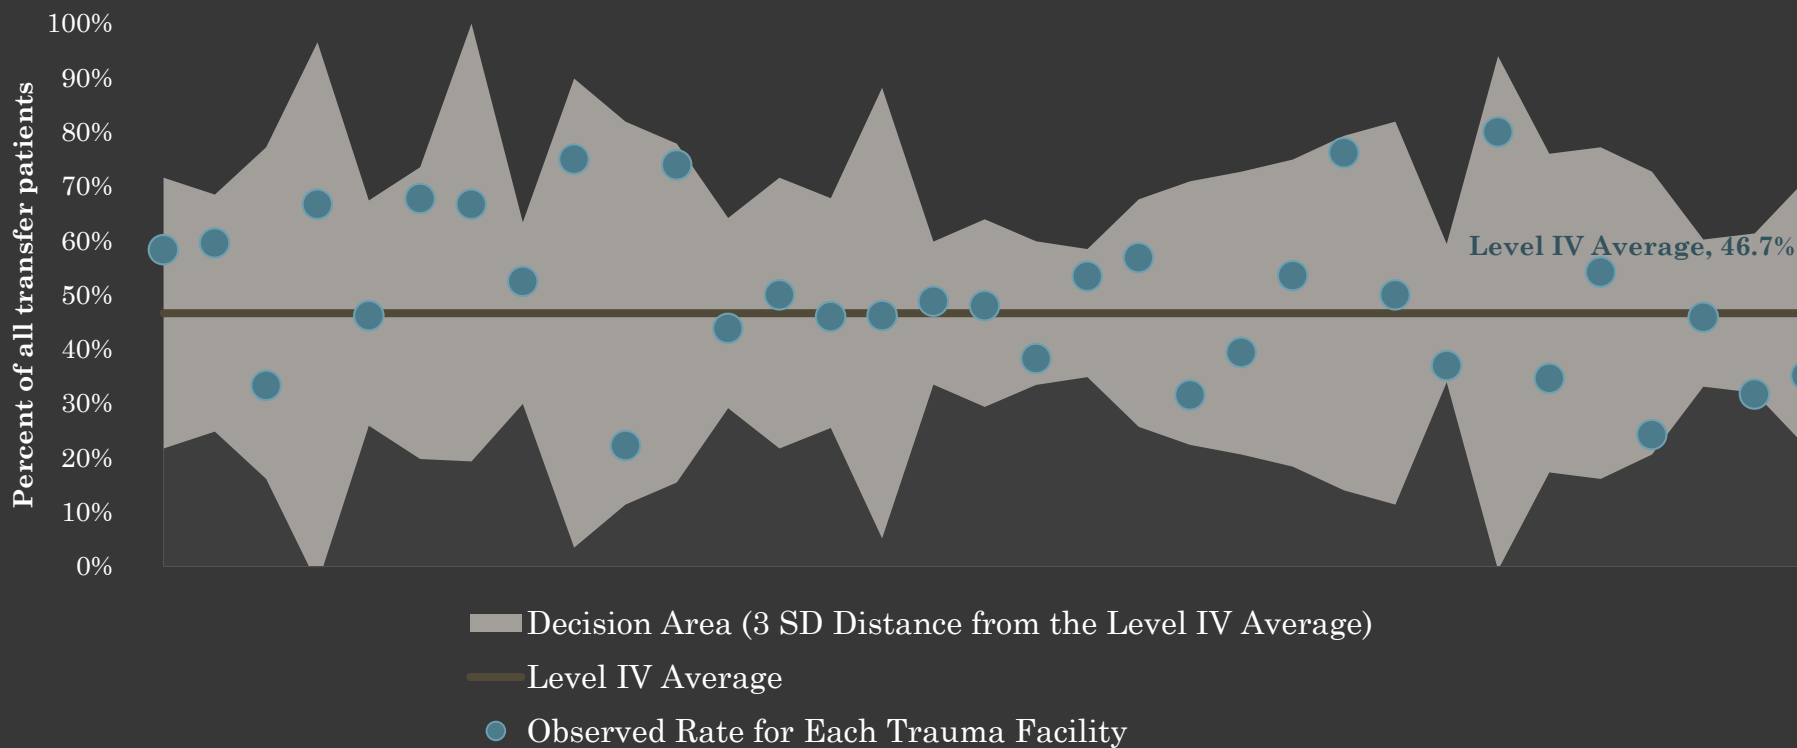 Percent of all transfer patients
100%
90%
80%
70%
60%
50%
40%
30%
20%
10%
0%
Level IV Average, 46.7%
Decision Area (3 SD Distance from the Level IV Average)
Level IV Average
Observed Rate for Each Trauma Facility